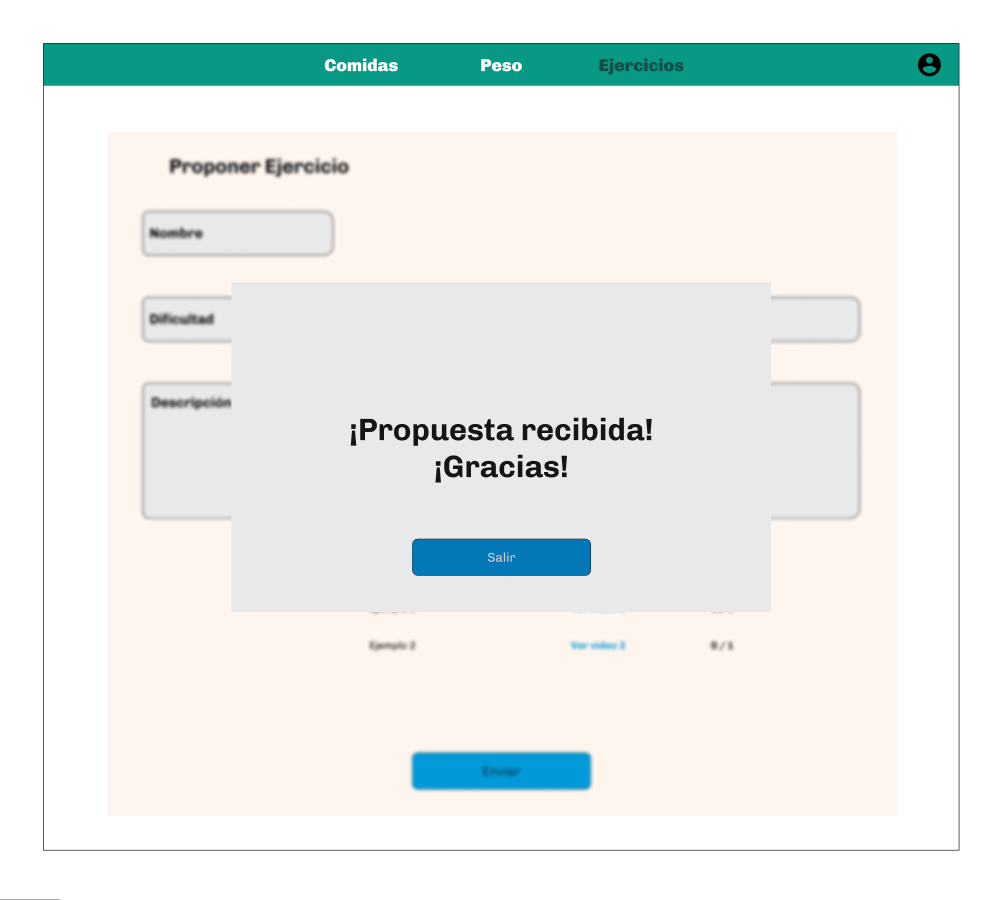 Comidas Peso Ejercicios
Proponer Ejercicio
Nombre
Dificultad
Descripción
¡Propuesta recibida!
¡Gracias!
Salir
Ejemplo 2 Ver video 2 0 / 1
Enviar